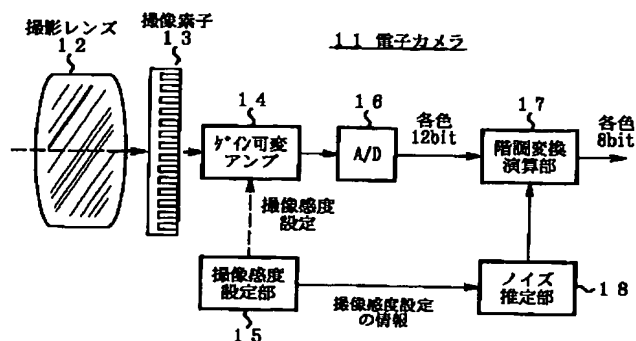 11 電子カメラ
撮影レンズ
12
撮像素子
13
14
ゲイン可変
アンプ
16
A/D
各色
12bit
17
階調変換
演算部
各色
8bit
撮像感度
設定
撮像感度
設定部
15
撮像感度設定
の情報
ノイズ
推定部
18